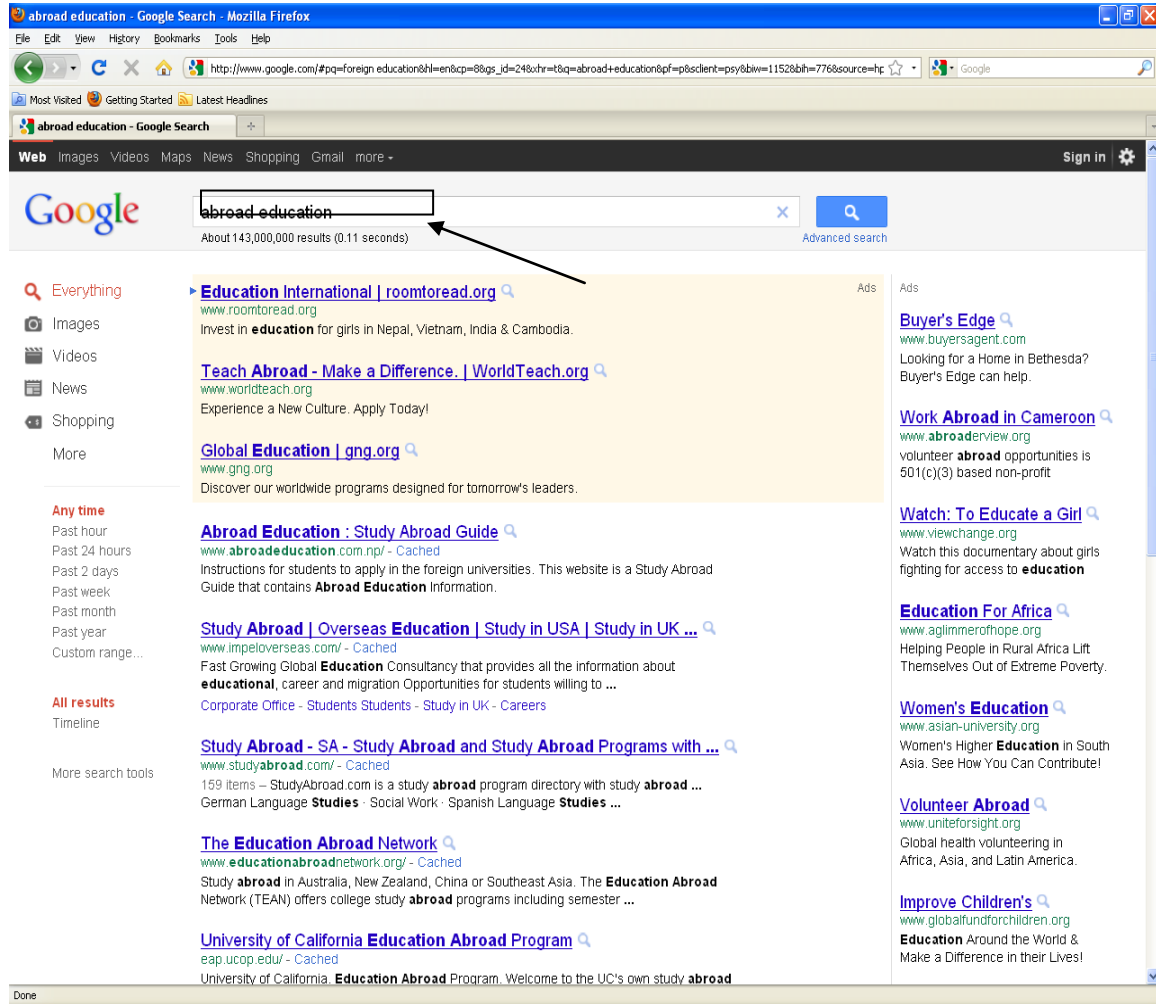 abroad education - Google Search - Mozilla Firefox
File Edit View History Bookmarks Tools Help
http://www.google.com/#pq=foreign education&hl=en&cp=8&gs_id=24&xhr=t&q=abroad+education&pf=p&sclient=psy&biw=1152&bih=776&source=hp Google
Most Visited Getting Started Latest Headlines
abroad education - Google Search
Web Images Videos Maps News Shopping Gmail more Sign in
Google
abroad education
About 143,000,000 results (0.11 seconds) Advanced search
Everything
Images
Videos
News
Shopping
More
Any time
Past hour
Past 24 hours
Past 2 days
Past week
Past month
Past year
Custom range...
All results
Timeline
More search tools
Ads
Education International | roomtoread.org
www.roomtoread.org
Invest in education for girls in Nepal, Vietnam, India & Cambodia.
Teach Abroad - Make a Difference. | WorldTeach.org
www.worldteach.org
Experience a New Culture. Apply Today!
Global Education | gng.org
www.gng.org
Discover our worldwide programs designed for tomorrow's leaders.
Abroad Education : Study Abroad Guide
www.abroadeducation.com.np/ - Cached
Instructions for students to apply in the foreign universities. This website is a Study Abroad
Guide that contains Abroad Education Information.
Study Abroad | Overseas Education | Study in USA | Study in UK ...
www.impeloverseas.com/ - Cached
Fast Growing Global Education Consultancy that provides all the information about
educational, career and migration Opportunities for students willing to ...
Corporate Office - Students Students - Study in UK - Careers
Study Abroad - SA - Study Abroad and Study Abroad Programs with ...
www.studyabroad.com/ - Cached
159 items – StudyAbroad.com is a study abroad program directory with study abroad ...
German Language Studies · Social Work · Spanish Language Studies ...
The Education Abroad Network
www.educationabroadnetwork.org/ - Cached
Study abroad in Australia, New Zealand, China or Southeast Asia. The Education Abroad
Network (TEAN) offers college study abroad programs including semester ...
University of California Education Abroad Program
eap.ucop.edu/ - Cached
University of California. Education Abroad Program. Welcome to the UC's own study abroad
Ads
Buyer's Edge
www.buyersagent.com
Looking for a Home in Bethesda?
Buyer's Edge can help.
Work Abroad in Cameroon
www.abroaderview.org
volunteer abroad opportunities is
501(c)(3) based non-profit
Watch: To Educate a Girl
www.viewchange.org
Watch this documentary about girls
fighting for access to education
Education For Africa
www.aglimmerofhope.org
Helping People in Rural Africa Lift
Themselves Out of Extreme Poverty.
Women's Education
www.asian-university.org
Women's Higher Education in South
Asia. See How You Can Contribute!
Volunteer Abroad
www.uniteforsight.org
Global health volunteering in
Africa, Asia, and Latin America.
Improve Children's
www.globalfundforchildren.org
Education Around the World &
Make a Difference in their Lives!
Done